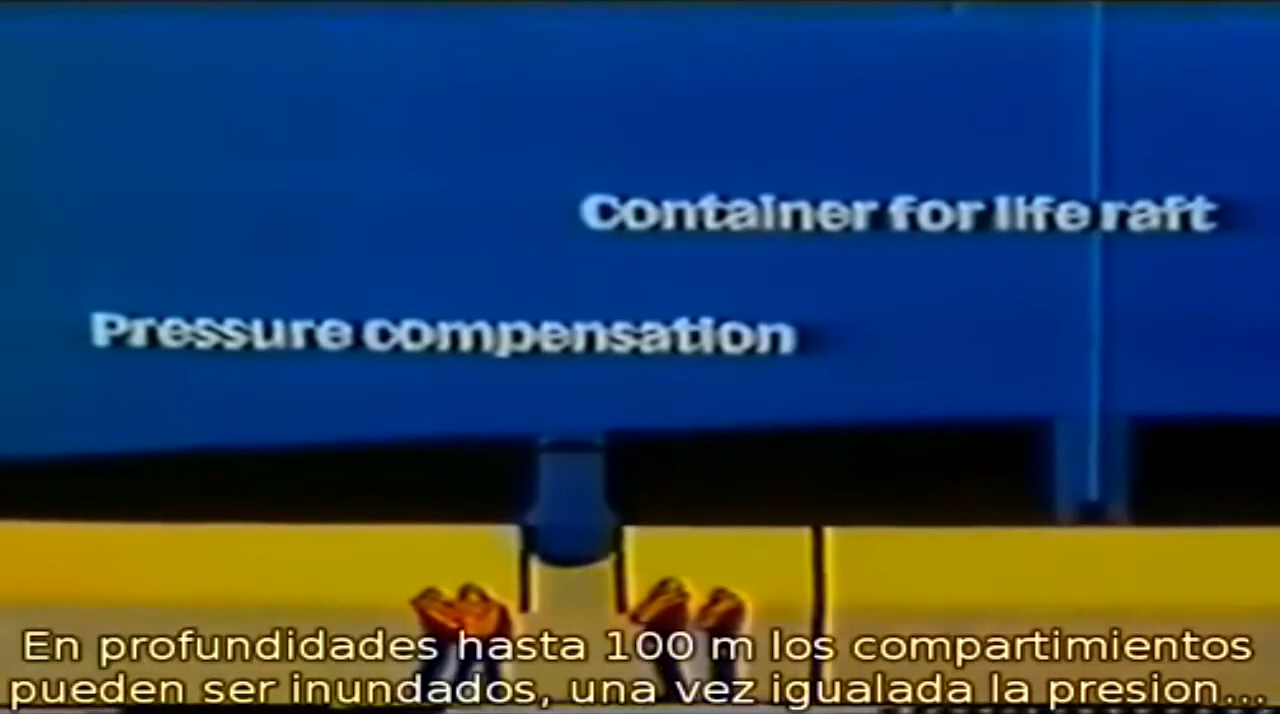 Container for life raft
Pressure compensation
En profundidades hasta 100 m los compartimientos
pueden ser inundados, una vez igualada la presion...